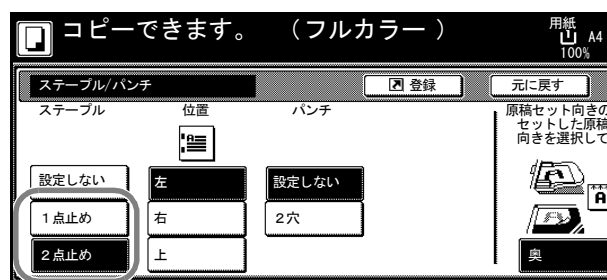 コピーできます。 （フルカラー ）
用紙
A4
100%
ステープル/パンチ
登録
元に戻す
ステープル
位置
パンチ
原稿セット向きの
セットした原稿
向きを選択して
設定しない
左
設定しない
1点止め
右
2穴
2点止め
上
奥